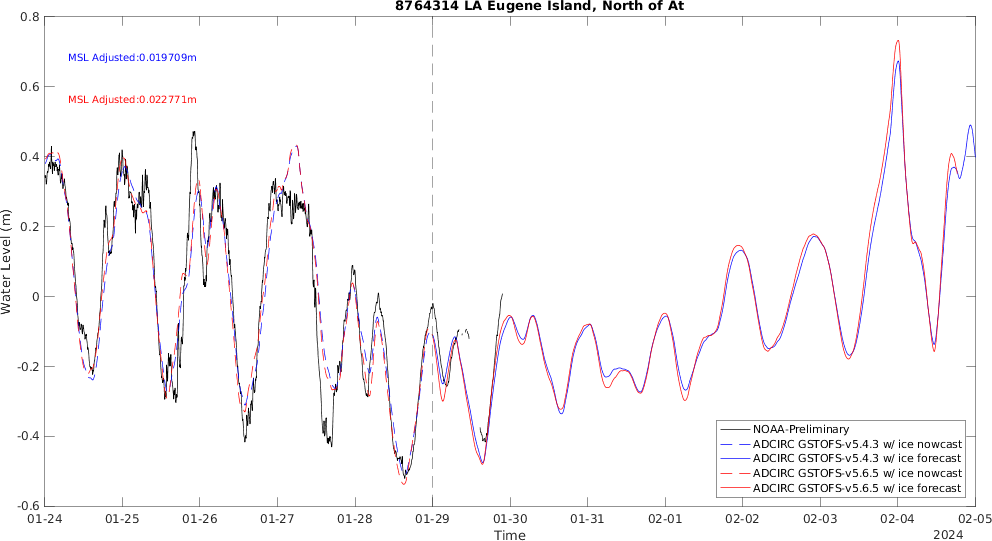 8764314 LA Eugene Island, North of At
MSL Adjusted:0.019709m
MSL Adjusted:0.022771m
Water Level (m)
0.8
0.6
0.4
0.2
0
-0.2
-0.4
-0.6
NOAA-Preliminary
ADCIRC GSTOFS-v5.4.3 w/ ice nowcast
ADCIRC GSTOFS-v5.4.3 w/ ice forecast
ADCIRC GSTOFS-v5.6.5 w/ ice nowcast
ADCIRC GSTOFS-v5.6.5 w/ ice forecast
01-24 01-25 01-26 01-27 01-28 01-29 01-30 01-31 02-01 02-02 02-03 02-04 02-05
Time
2024